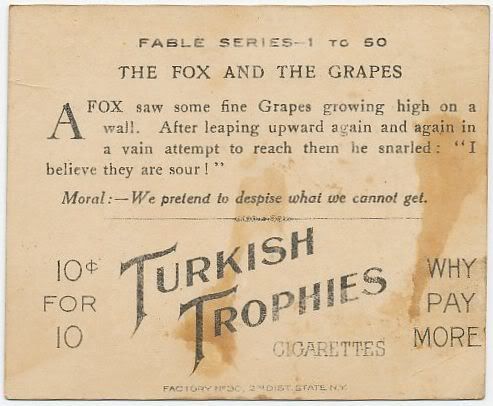 FABLE SERIES—1 TO 50
THE FOX AND THE GRAPES
A FOX saw some fine Grapes growing high on a
wall. After leaping upward again and again in
a vain attempt to reach them he snarled: "I
believe they are sour!"
Moral:—We pretend to despise what we cannot get.
10¢
FOR
10
TURKISH
TROPHIES
CIGARETTES
WHY
PAY
MORE
FACTORY Nº 30, 2ND DIST. STATE N.Y.